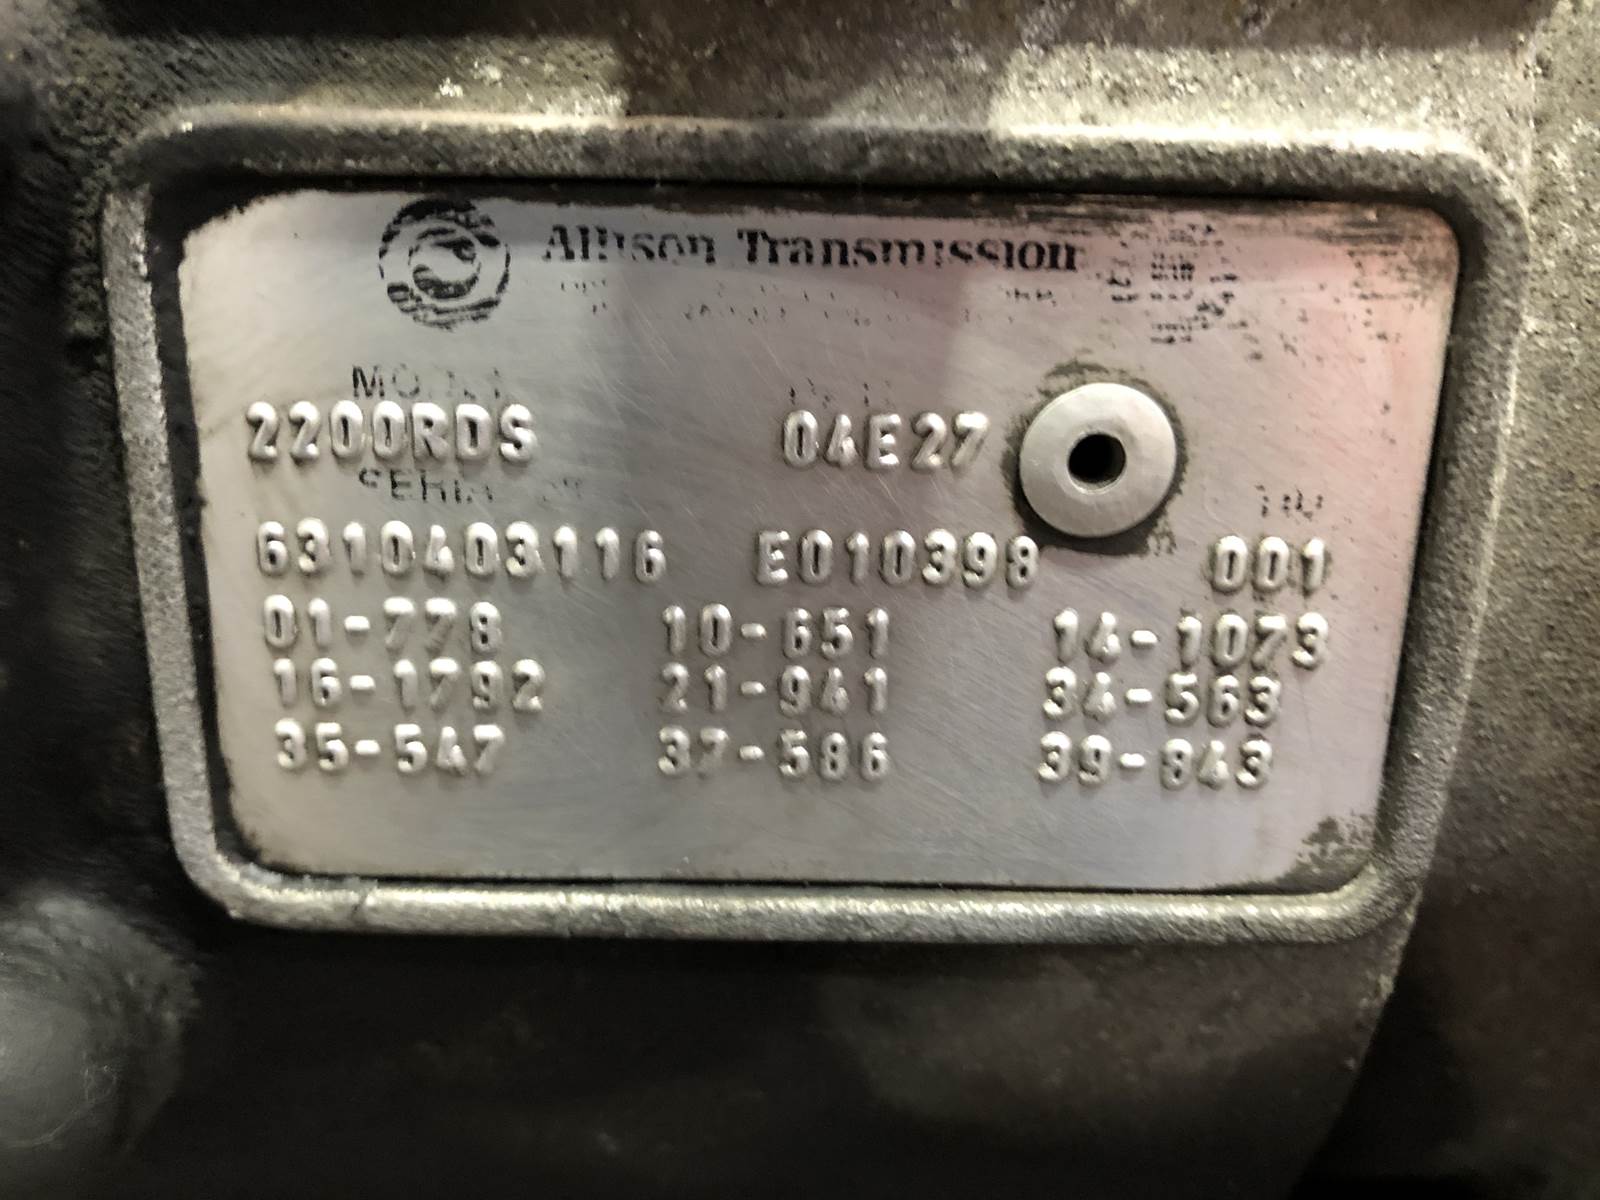 Allison Transmission
2200RDS 04E27
6310403116 E010398 001
01-778 10-651 14-1073
16-1792 21-941 34-563
35-547 37-586 39-843